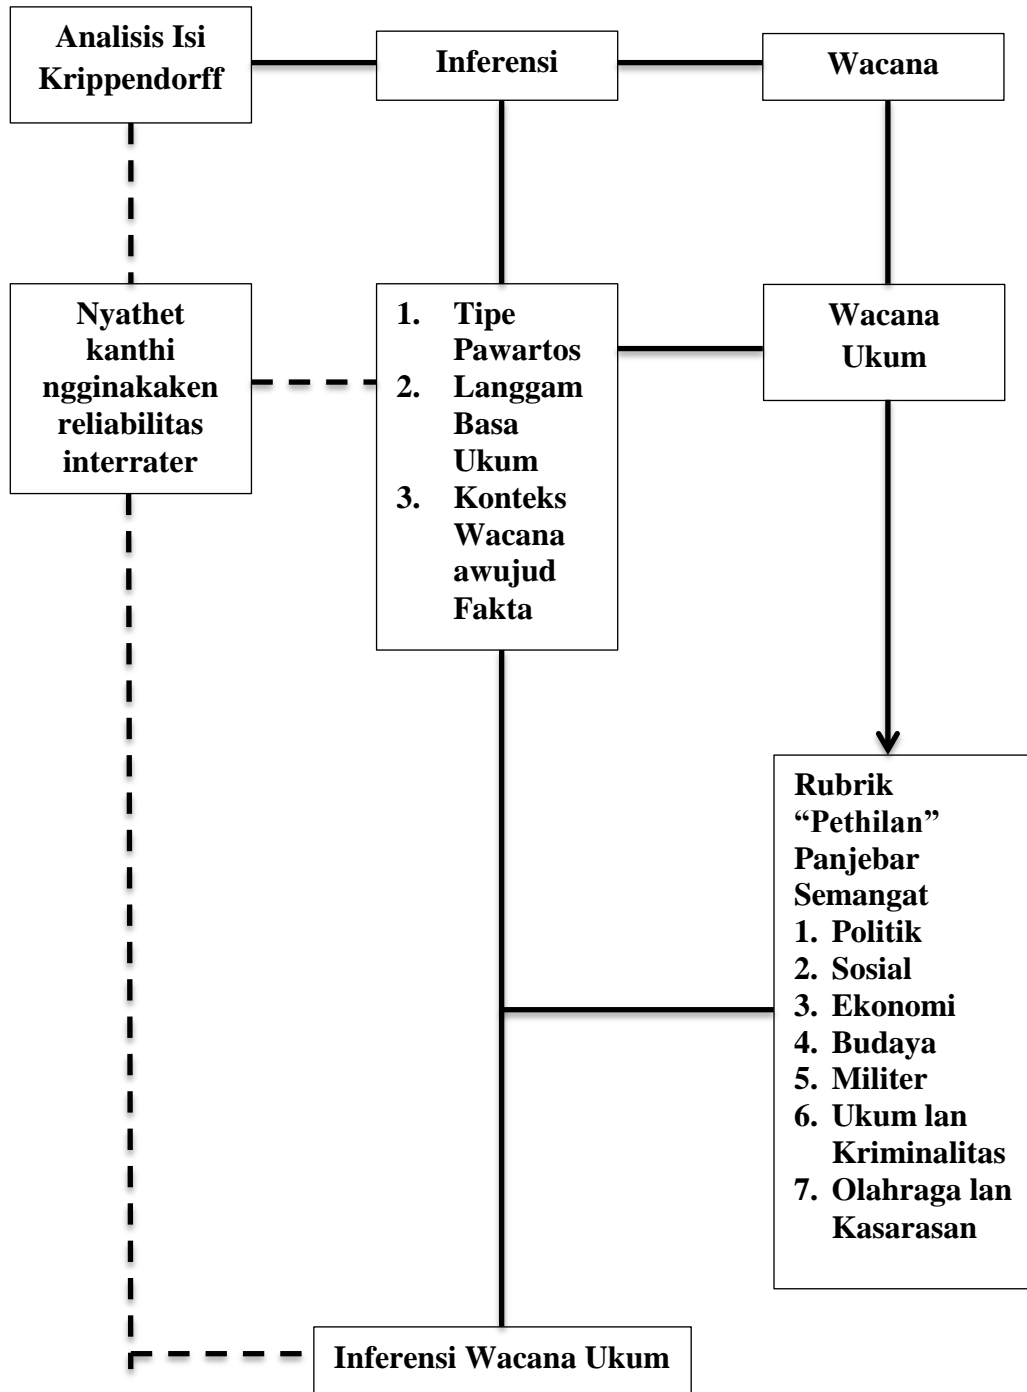 Analisis Isi
Krippendorff
Inferensi
Wacana
Nyathet
kanthi
ngginakaken
reliabilitas
interrater
1. Tipe
Pawartos
2. Langgam
Basa
Ukum
3. Konteks
Wacana
awujud
Fakta
Wacana
Ukum
Rubrik
“Pethilan”
Panjebar
Semangat
1. Politik
2. Sosial
3. Ekonomi
4. Budaya
5. Militer
6. Ukum lan
Kriminalitas
7. Olahraga lan
Kasarasan
Inferensi Wacana Ukum